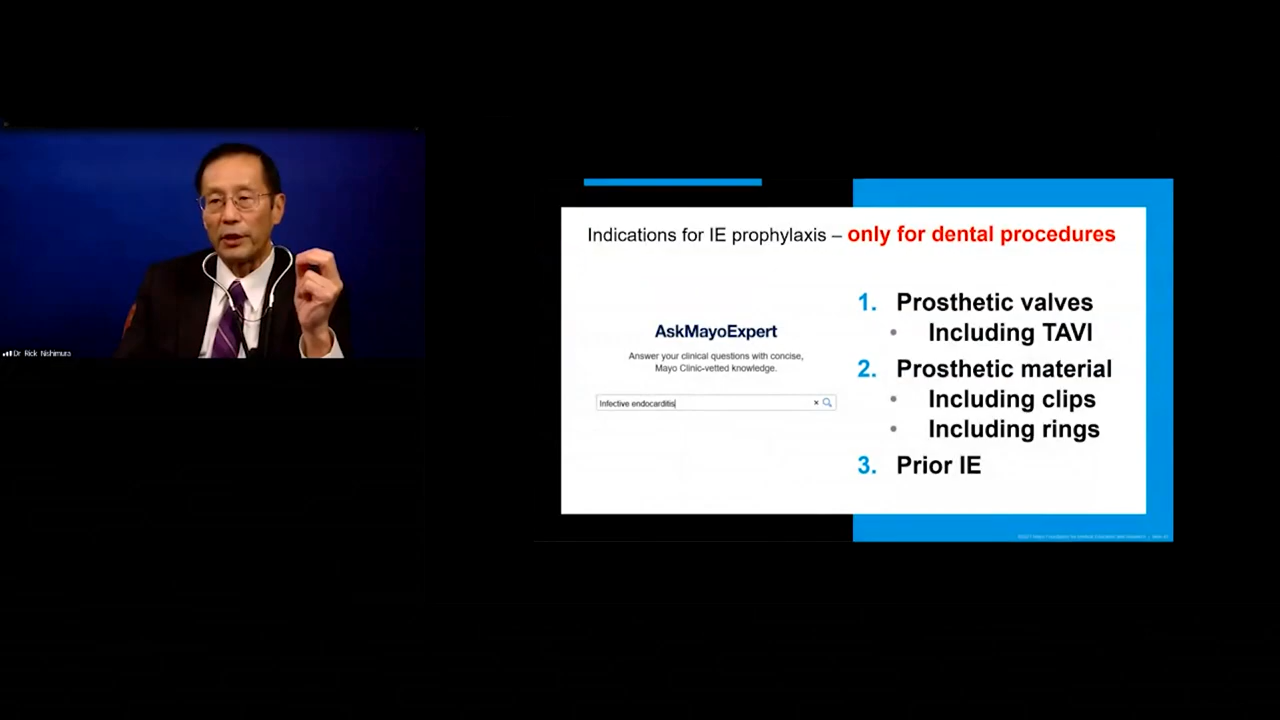 Dr Rick Nishimura
Indications for IE prophylaxis – only for dental procedures
AskMayoExpert
Answer your clinical questions with concise,
Mayo Clinic-vetted knowledge.
Infective endocarditis
1. Prosthetic valves
• Including TAVI
2. Prosthetic material
• Including clips
• Including rings
3. Prior IE